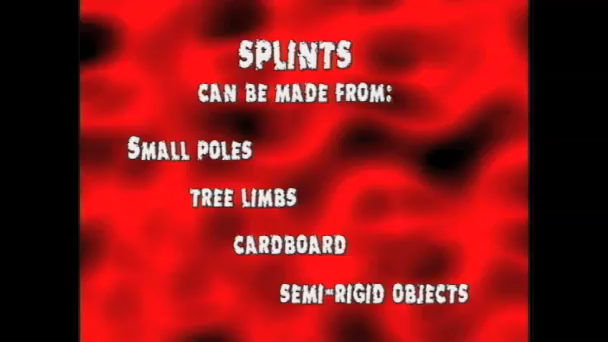 SPLINTS
CAN BE MADE FROM:
SMALL POLES
TREE LIMBS
CARDBOARD
SEMI-RIGID OBJECTS